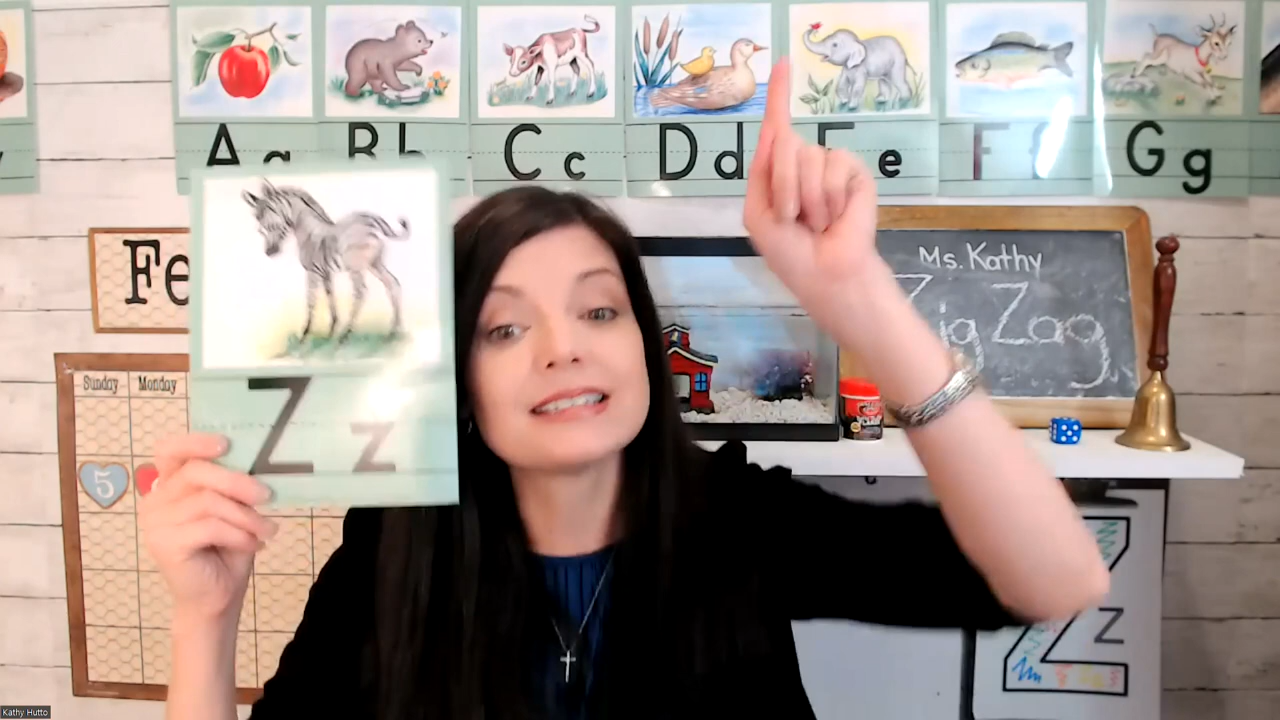 A a
B b
C c
D d
E e
F f
G g
Fe
Z z
Sunday Monday
5
Ms. Kathy
Zig Zag
Z z
Kathy Hutto